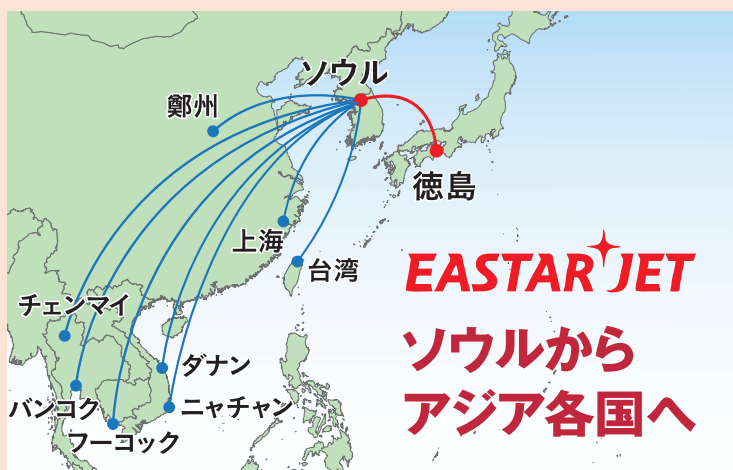 ソウル
鄭州
徳島
上海
台湾
EASTAR JET
チェンマイ
ソウルから
ダナン
アジア各国へ
バンコク
ニャチャン
フーコック